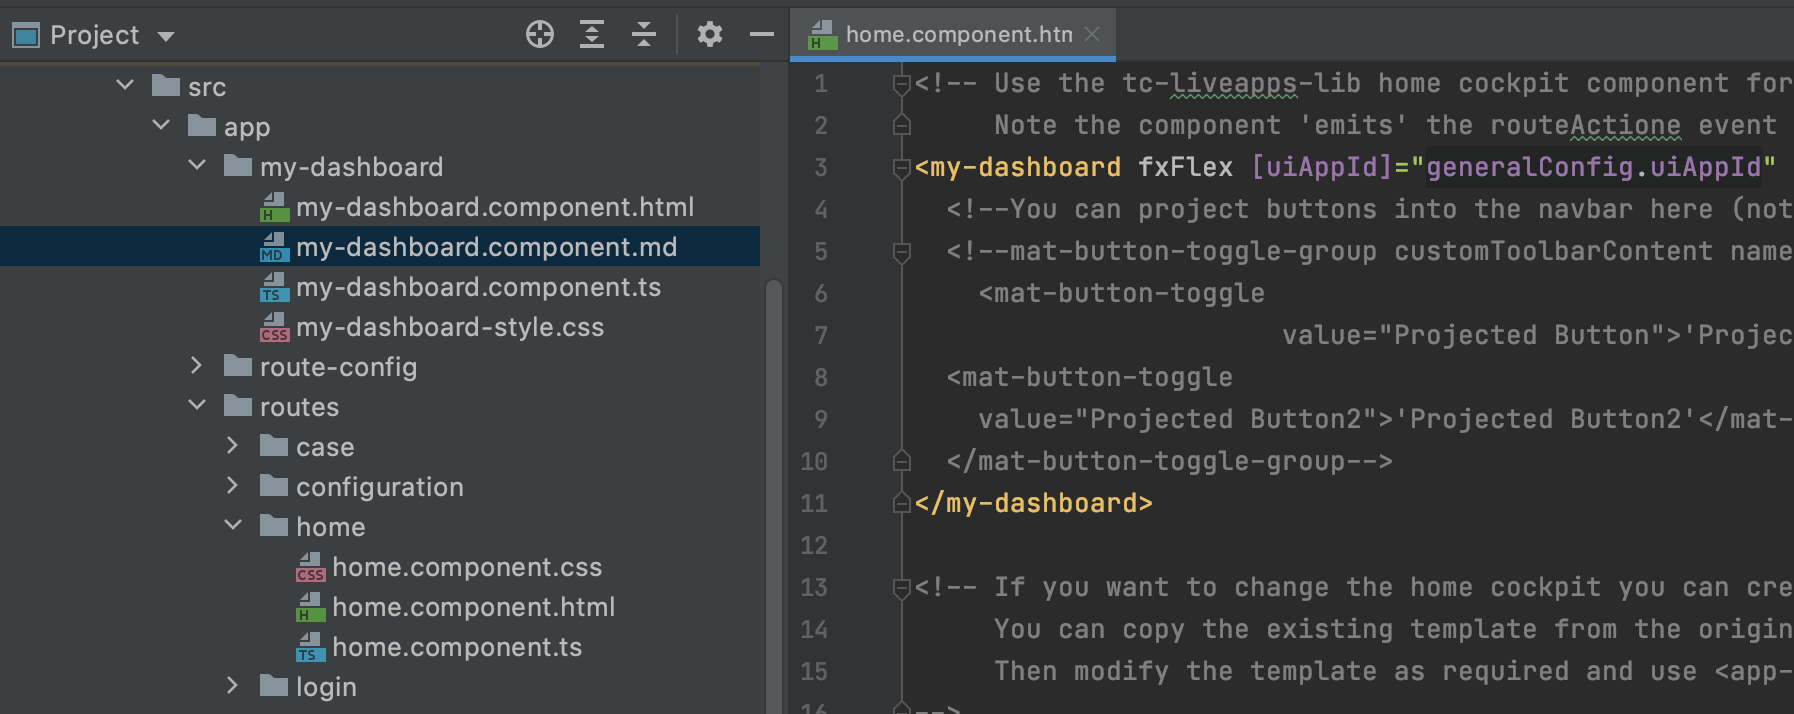 Project
src
app
my-dashboard
H my-dashboard.component.html
MD my-dashboard.component.md
TS my-dashboard.component.ts
CSS my-dashboard-style.css
route-config
routes
case
configuration
home
CSS home.component.css
H home.component.html
TS home.component.ts
login
H home.component.htm
1 <!-- Use the tc-liveapps-lib home cockpit component for
2 Note the component 'emits' the routeActione event
3 <my-dashboard fxFlex [uiAppId]="generalConfig.uiAppId"
4 <!--You can project buttons into the navbar here (not
5 <!--mat-button-toggle-group customToolbarContent name
6 <mat-button-toggle
7 value="Projected Button">'Projec
8 <mat-button-toggle
9 value="Projected Button2">'Projected Button2'</mat-
10 </mat-button-toggle-group-->
11 </my-dashboard>
12
13 <!-- If you want to change the home cockpit you can cre
14 You can copy the existing template from the origin
15 Then modify the template as required and use <app-
16 -->